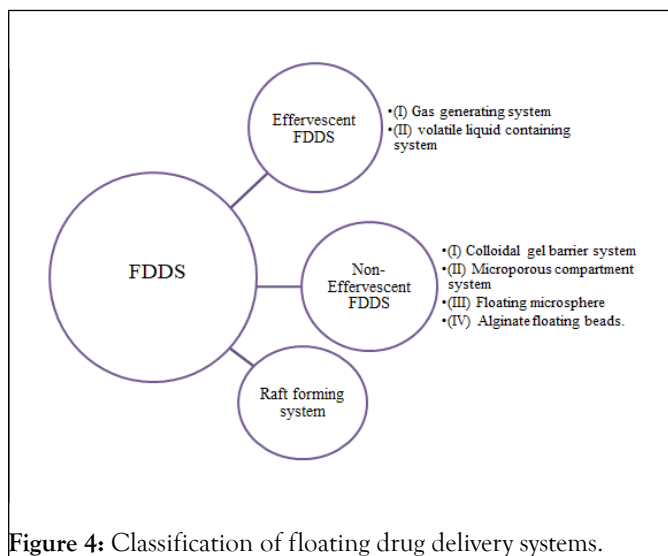 Effervescent
FDDS
•(I) Gas generating system
•(II) volatile liquid containing
system
FDDS
Non-
Effervescent
FDDS
•(I) Colloidal gel barrier system
•(II) Microporous compartment
system
•(III) Floating microsphere
•(IV) Alginate floating beads.
Raft forming
system
Figure 4: Classification of floating drug delivery systems.